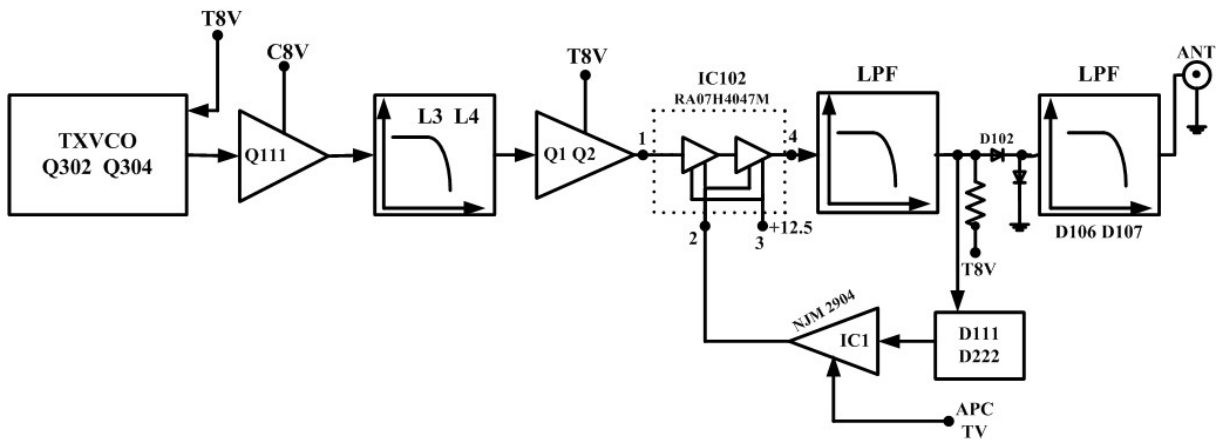 T8V
C8V
T8V
ANT
IC102
RA07H4047M
LPF
LPF
TXVCO
Q302 Q304
Q111
L3 L4
Q1 Q2
1
4
D102
2
3
+12.5
T8V
D106 D107
NJM 2904
IC1
D111
D222
APC
TV